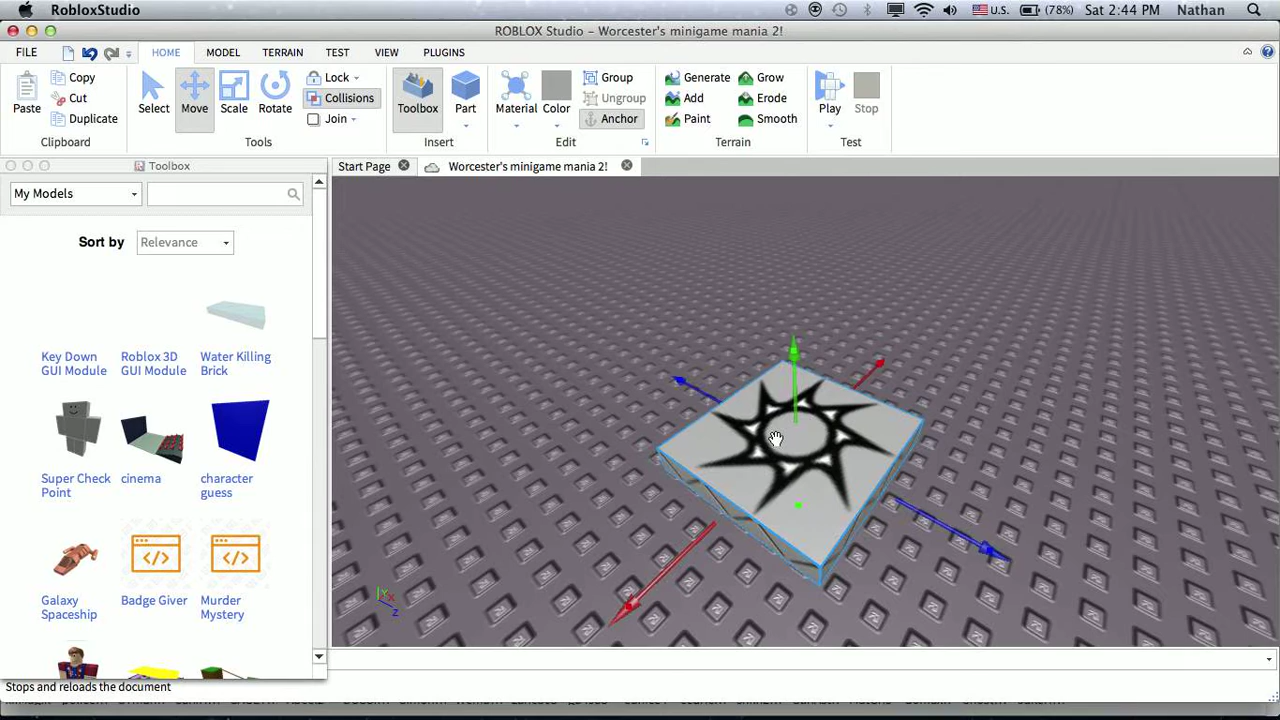 RobloxStudio U.S. (78%) Sat 2:44 PM Nathan
ROBLOX Studio - Worcester's minigame mania 2!
FILE HOME MODEL TERRAIN TEST VIEW PLUGINS
Paste Copy Cut Duplicate
Select Move Scale Rotate Lock Collisions Join
Toolbox Part
Material Color Group Ungroup Anchor
Generate Grow
Add Erode
Paint Smooth
Play Stop
Clipboard Tools Insert Edit Terrain Test
Toolbox
Start Page Worcester's minigame mania 2!
My Models
Sort by Relevance
Key Down GUI Module
Roblox 3D GUI Module
Water Killing Brick
Super Check Point
cinema
character guess
Galaxy Spaceship
Badge Giver
Murder Mystery
Y X Z
Stops and reloads the document